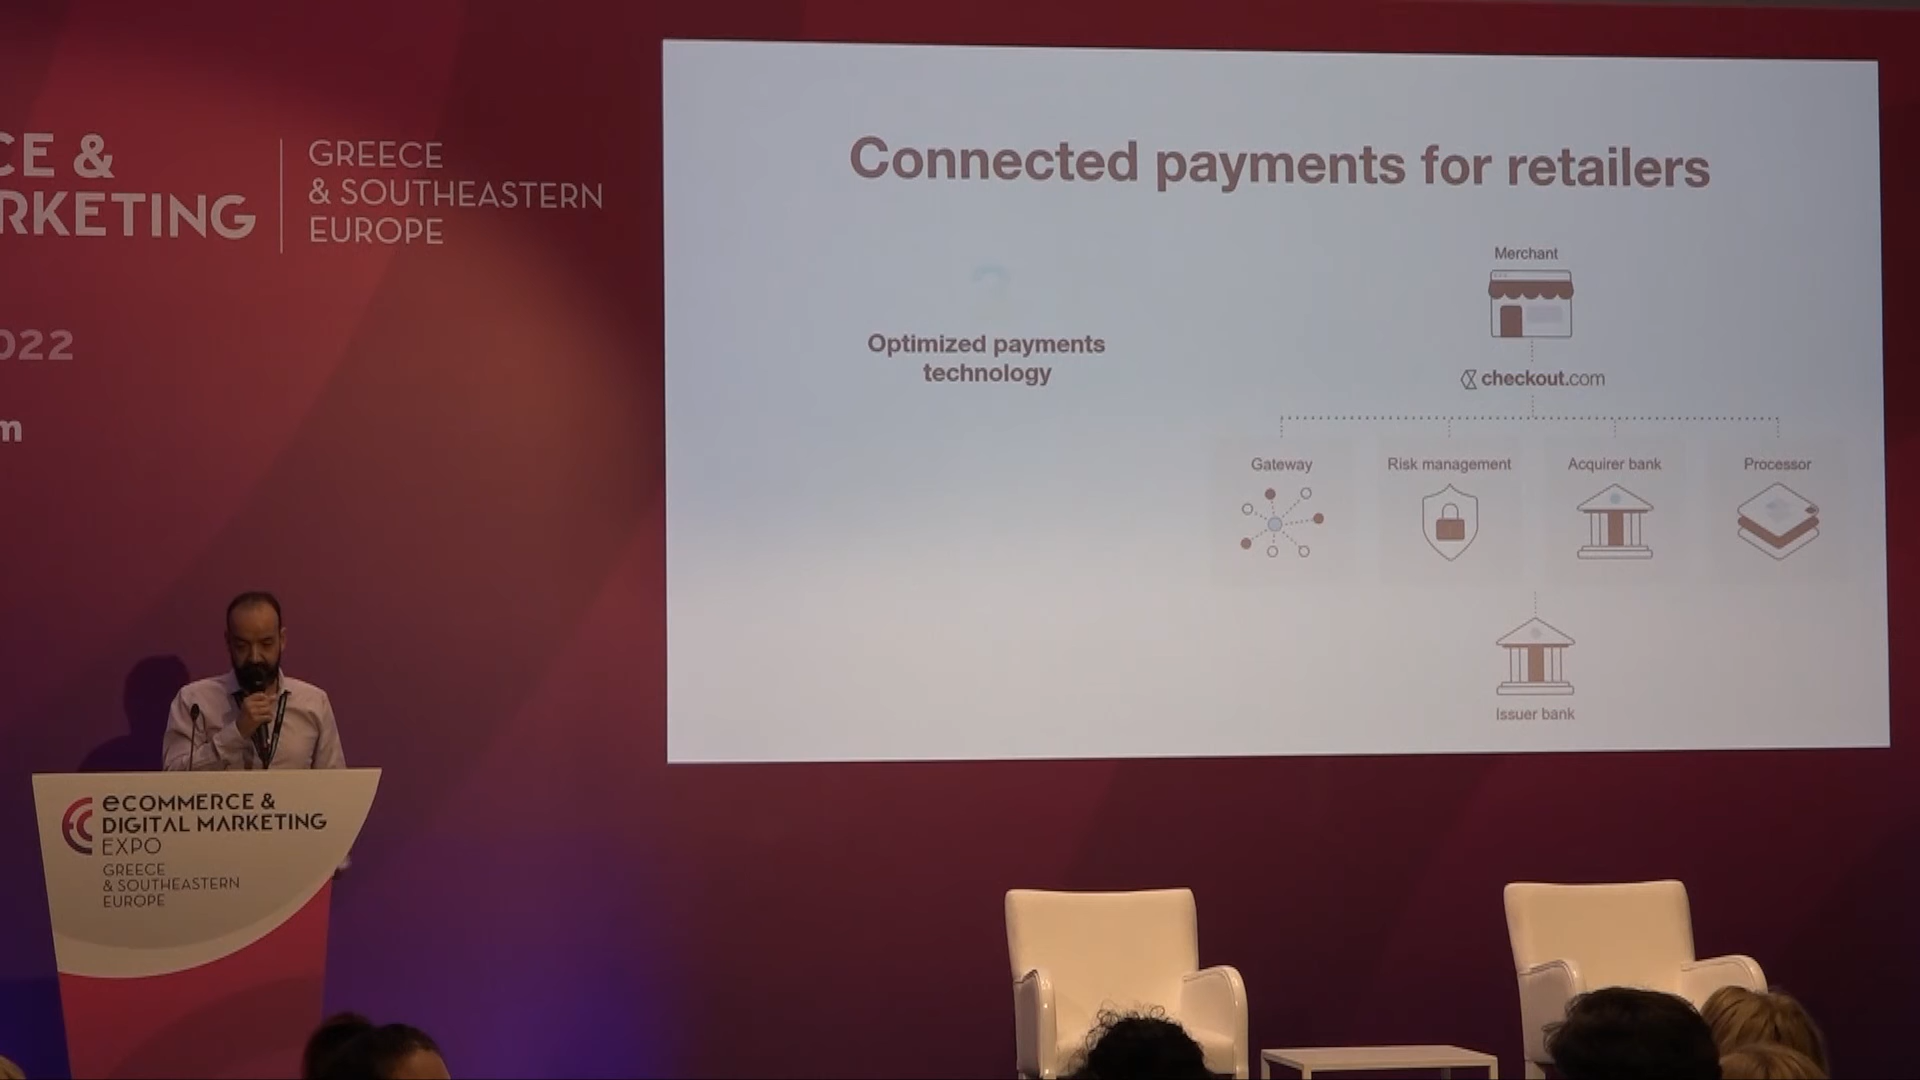 CE &
RKETING
GREECE
& SOUTHEASTERN
EUROPE
022
m
Connected payments for retailers
3
Optimized payments
technology
Merchant
checkout.com
Gateway
Risk management
Acquirer bank
Processor
Issuer bank
eCOMMERCE &
DIGITAL MARKETING
EXPO
GREECE
& SOUTHEASTERN
EUROPE